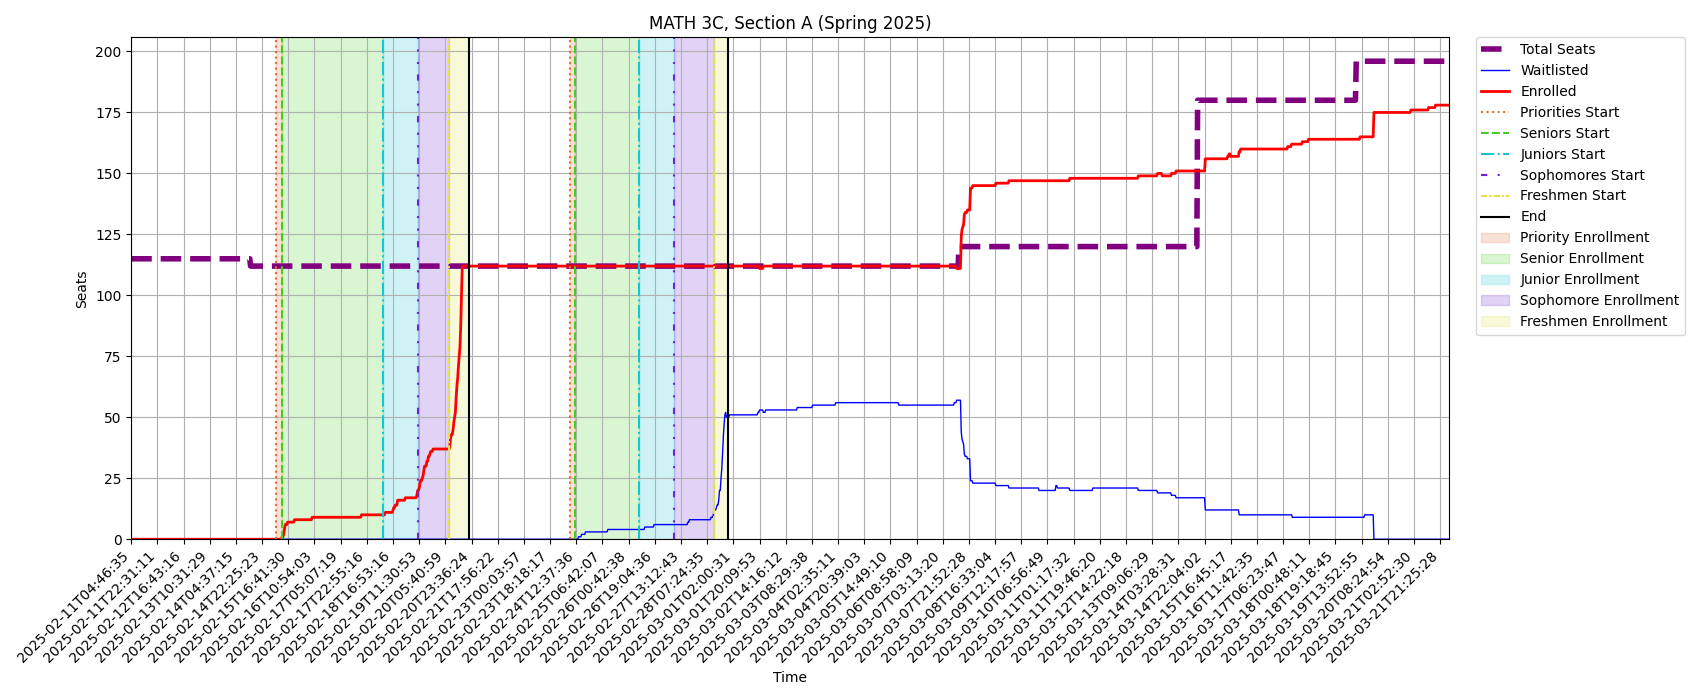 MATH 3C, Section A (Spring 2025)
200
175
150
125
100
75
50
25
0
Seats
2025-02-11T04:46:35
2025-02-11T22:31:11
2025-02-12T16:43:16
2025-02-13T10:31:29
2025-02-14T04:37:15
2025-02-14T22:25:23
2025-02-15T16:41:30
2025-02-16T10:54:03
2025-02-17T05:07:19
2025-02-17T22:55:16
2025-02-18T16:53:16
2025-02-19T11:30:53
2025-02-20T05:40:59
2025-02-20T23:36:24
2025-02-21T17:56:22
2025-02-23T00:03:57
2025-02-23T18:18:17
2025-02-24T12:37:36
2025-02-25T06:42:07
2025-02-26T00:42:38
2025-02-26T19:04:36
2025-02-27T13:12:43
2025-02-28T07:24:35
2025-03-01T02:00:31
2025-03-01T20:09:53
2025-03-02T14:16:12
2025-03-03T08:29:38
2025-03-04T02:35:11
2025-03-04T20:39:03
2025-03-05T14:49:10
2025-03-06T08:58:09
2025-03-07T03:13:20
2025-03-07T21:52:28
2025-03-08T16:33:04
2025-03-09T12:17:57
2025-03-10T06:56:49
2025-03-11T01:17:32
2025-03-11T19:46:20
2025-03-12T14:22:18
2025-03-13T09:06:29
2025-03-14T03:28:31
2025-03-14T22:04:02
2025-03-15T16:45:17
2025-03-16T11:42:35
2025-03-17T06:23:47
2025-03-18T00:48:11
2025-03-18T19:18:45
2025-03-19T13:52:55
2025-03-20T08:24:54
2025-03-21T02:52:30
2025-03-21T21:25:28
Time
Total Seats
Waitlisted
Enrolled
Priorities Start
Seniors Start
Juniors Start
Sophomores Start
Freshmen Start
End
Priority Enrollment
Senior Enrollment
Junior Enrollment
Sophomore Enrollment
Freshmen Enrollment